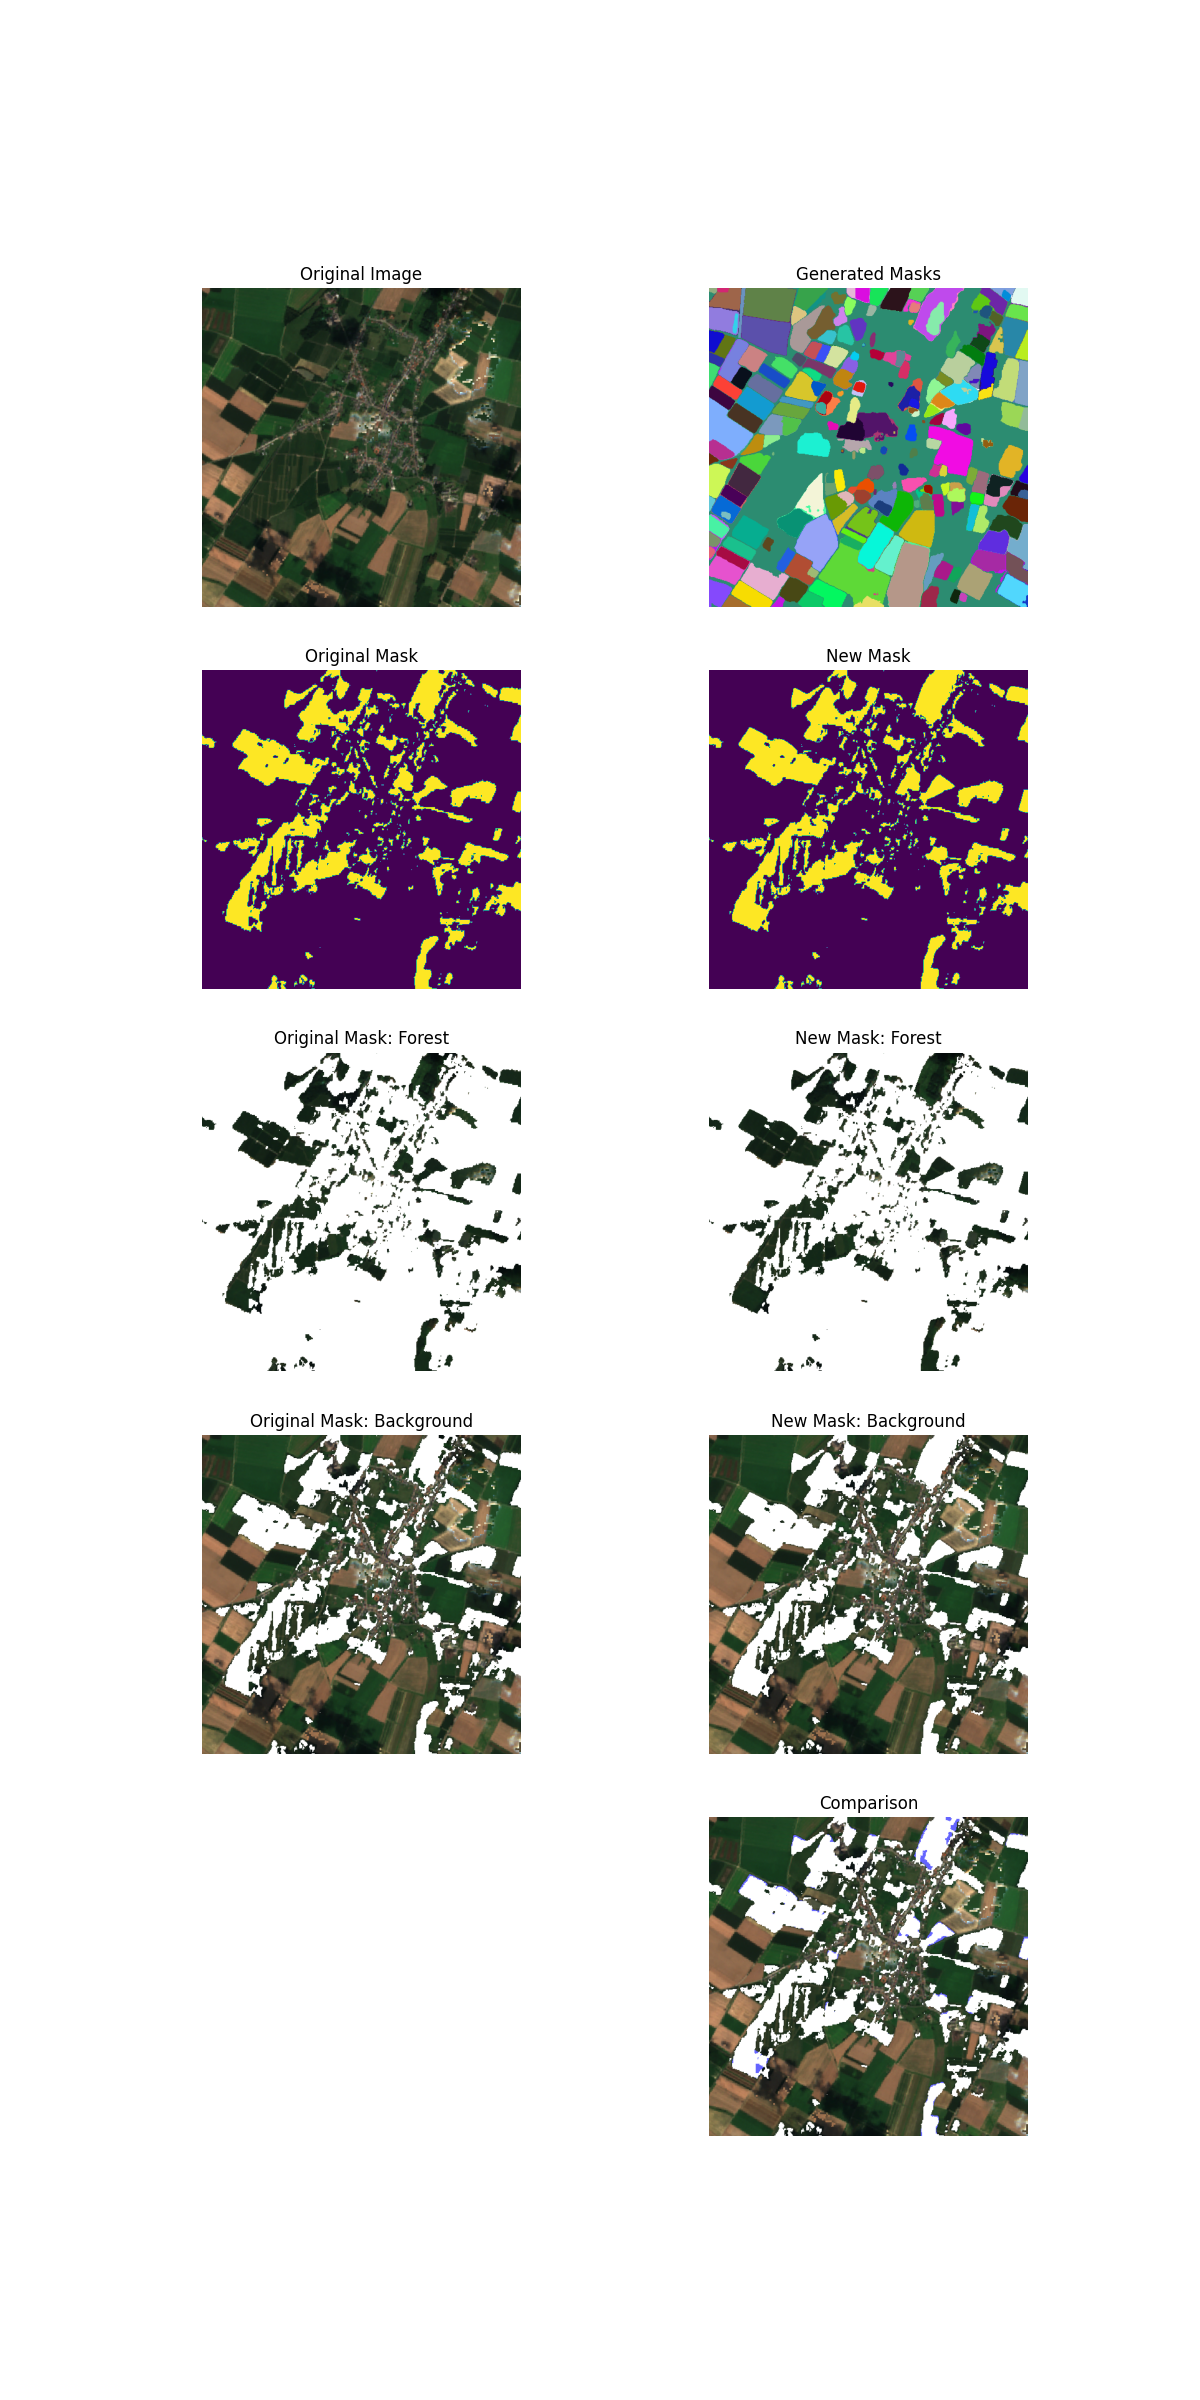 Original Image
Generated Masks
Original Mask
New Mask
Original Mask: Forest
New Mask: Forest
Original Mask: Background
New Mask: Background
Comparison